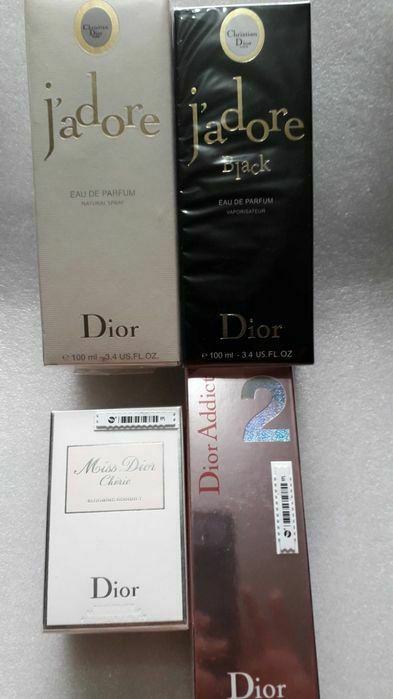 Christian
Dior
j'adore
EAU DE PARFUM
NATURAL SPRAY
Dior
e 100 ml - 3.4 US.FL.OZ.
Christian
Dior
j'adore
Black
EAU DE PARFUM
VAPORISATEUR
Dior
e 100 ml - 3.4 US.FL.OZ.
Miss Dior
Chérie
BLOOMING BOUQUET
Dior
Dior Addict
2
Dior